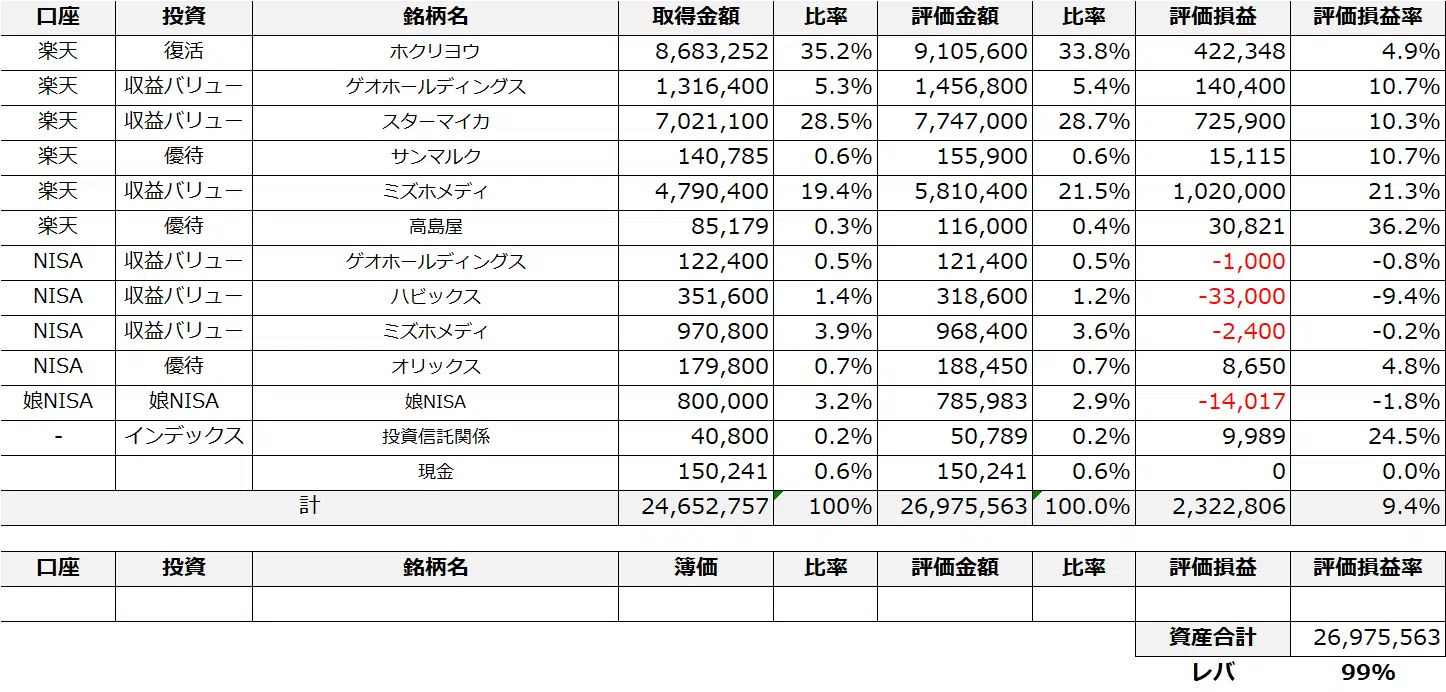 口座 投資 銘柄名 取得金額 比率 評価金額 比率 評価損益 評価損益率
楽天 復活 ホクリヨウ 8,683,252 35.2% 9,105,600 33.8% 422,348 4.9%
楽天 収益バリュー ゲオホールディングス 1,316,400 5.3% 1,456,800 5.4% 140,400 10.7%
楽天 収益バリュー スターマイカ 7,021,100 28.5% 7,747,000 28.7% 725,900 10.3%
楽天 優待 サンマルク 140,785 0.6% 155,900 0.6% 15,115 10.7%
楽天 収益バリュー ミズホメディ 4,790,400 19.4% 5,810,400 21.5% 1,020,000 21.3%
楽天 優待 高島屋 85,179 0.3% 116,000 0.4% 30,821 36.2%
NISA 収益バリュー ゲオホールディングス 122,400 0.5% 121,400 0.5% -1,000 -0.8%
NISA 収益バリュー ハビックス 351,600 1.4% 318,600 1.2% -33,000 -9.4%
NISA 収益バリュー ミズホメディ 970,800 3.9% 968,400 3.6% -2,400 -0.2%
NISA 優待 オリックス 179,800 0.7% 188,450 0.7% 8,650 4.8%
娘NISA 娘NISA 娘NISA 800,000 3.2% 785,983 2.9% -14,017 -1.8%
- インデックス 投資信託関係 40,800 0.2% 50,789 0.2% 9,989 24.5%
現金 150,241 0.6% 150,241 0.6% 0 0.0%
計 24,652,757 100% 26,975,563 100.0% 2,322,806 9.4%
口座 投資 銘柄名 簿価 比率 評価金額 比率 評価損益 評価損益率
資産合計 26,975,563
レバ 99%